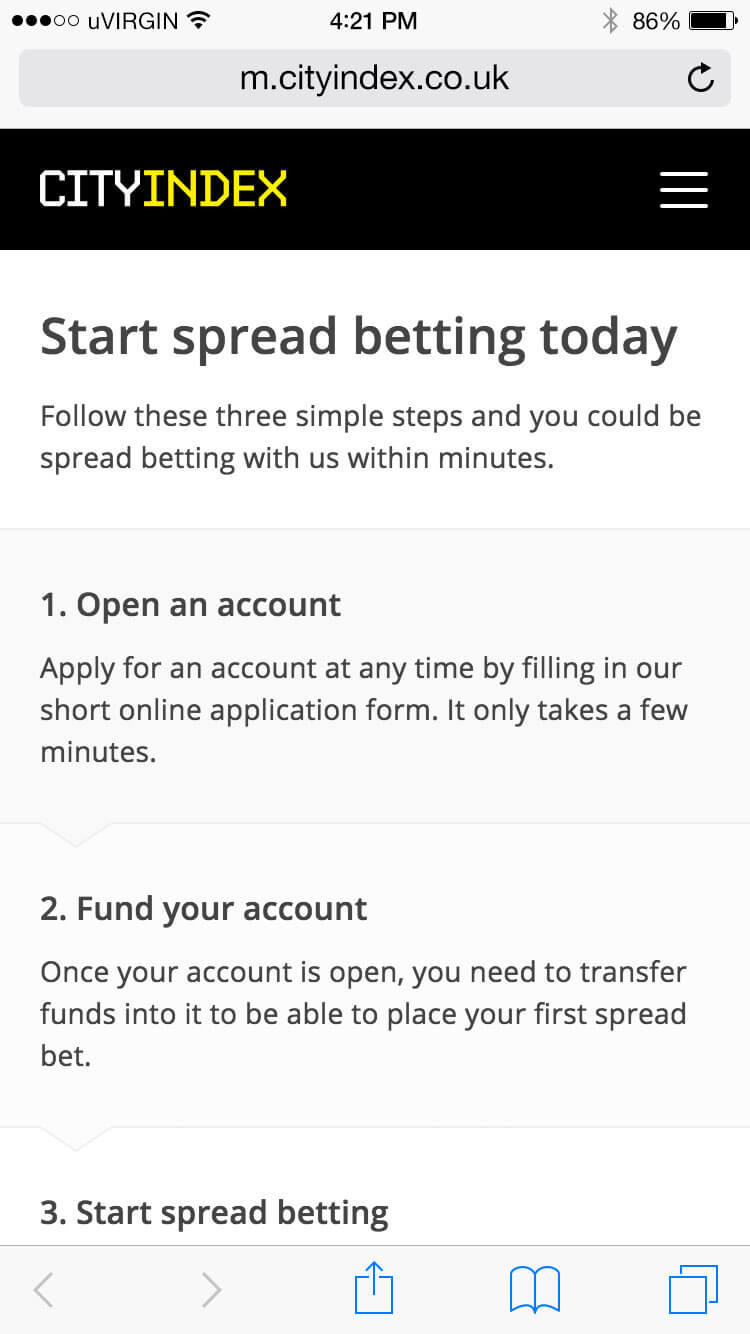 uVIRGIN 4:21 PM 86%
m.cityindex.co.uk
CITYINDEX
Start spread betting today
Follow these three simple steps and you could be
spread betting with us within minutes.
1. Open an account
Apply for an account at any time by filling in our
short online application form. It only takes a few
minutes.
2. Fund your account
Once your account is open, you need to transfer
funds into it to be able to place your first spread
bet.
3. Start spread betting